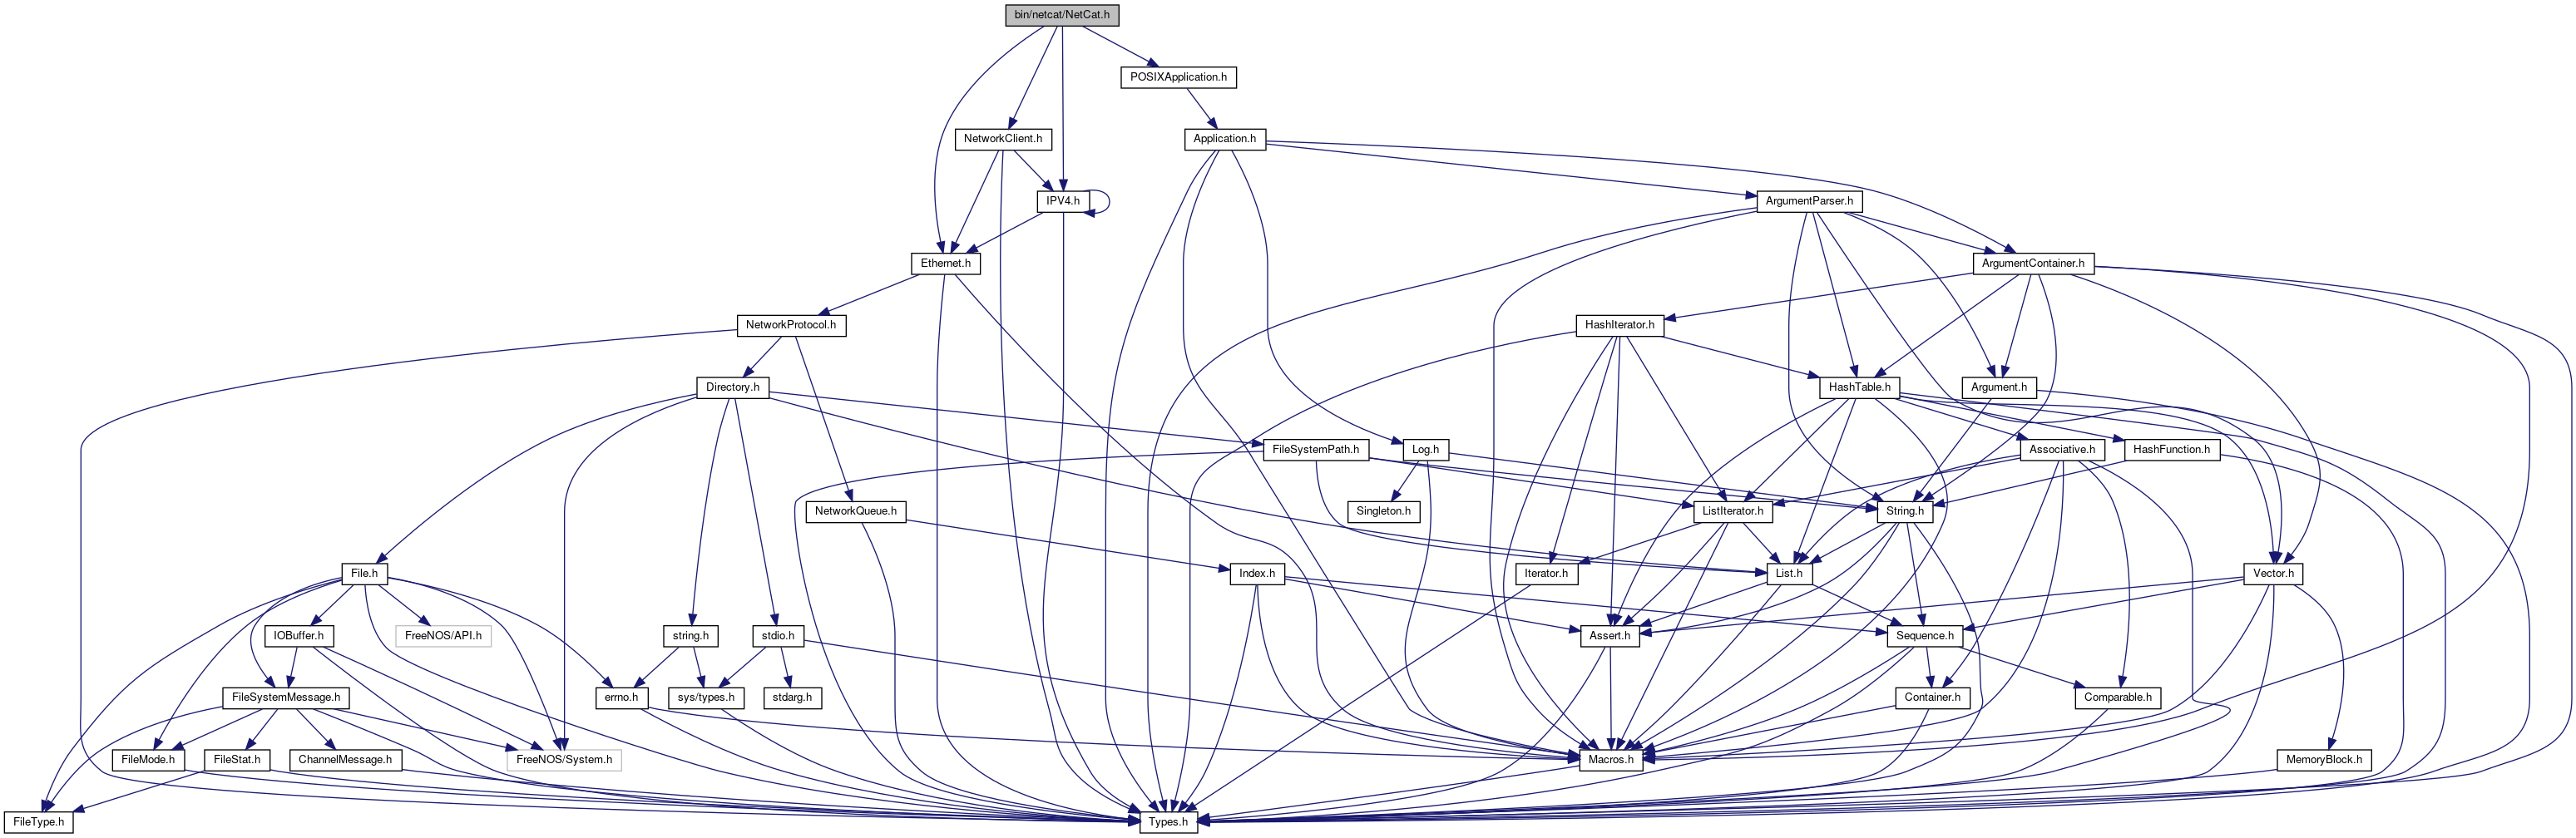 bin/netcat/NetCat.h
POSIXApplication.h
NetworkClient.h
Application.h
IPV4.h
ArgumentParser.h
Ethernet.h
ArgumentContainer.h
NetworkProtocol.h
HashIterator.h
Directory.h
HashTable.h
Argument.h
FileSystemPath.h
Log.h
Associative.h
HashFunction.h
NetworkQueue.h
Singleton.h
ListIterator.h
String.h
File.h
Index.h
Iterator.h
List.h
Vector.h
IOBuffer.h
FreeNOS/API.h
string.h
stdio.h
Assert.h
Sequence.h
FileSystemMessage.h
errno.h
sys/types.h
stdarg.h
Container.h
Comparable.h
FileMode.h
FileStat.h
ChannelMessage.h
FreeNOS/System.h
Macros.h
MemoryBlock.h
FileType.h
Types.h